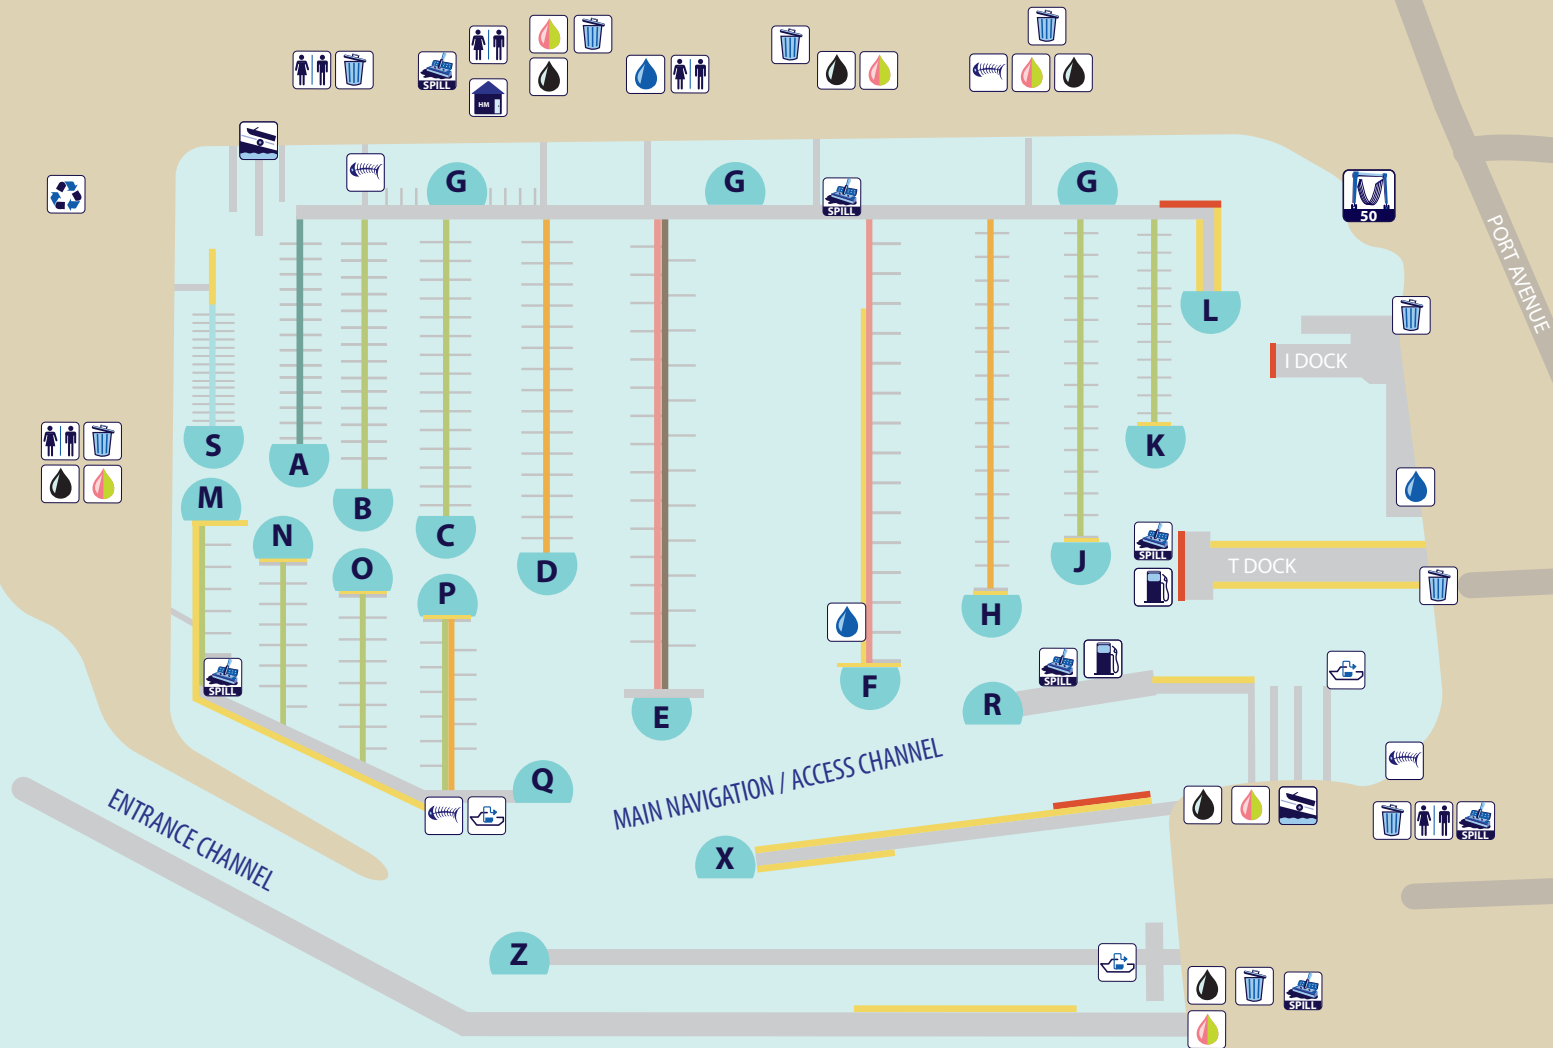 SPILL
HM
G
G
SPILL
G
50
PORT AVENUE
L
I DOCK
S
A
K
M
B
N
C
O
D
J
SPILL
T DOCK
P
H
SPILL
SPILL
F
R
E
Q
MAIN NAVIGATION / ACCESS CHANNEL
ENTRANCE CHANNEL
X
SPILL
Z
SPILL